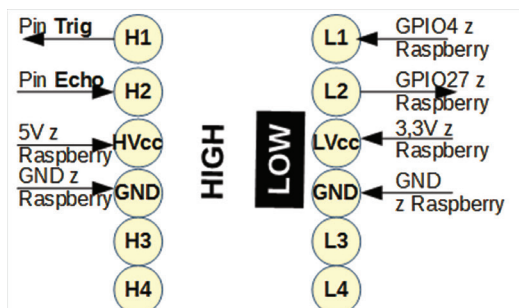 Pin Trig
H1
L1
GPIO4 z
Raspberry
Pin Echo
H2
L2
GPIO27 z
Raspberry
5V z
Raspberry
HVcc
LVcc
3,3V z
Raspberry
GND z
Raspberry
GND
HIGH
LOW
GND
GND
z Raspberry
H3
L3
H4
L4